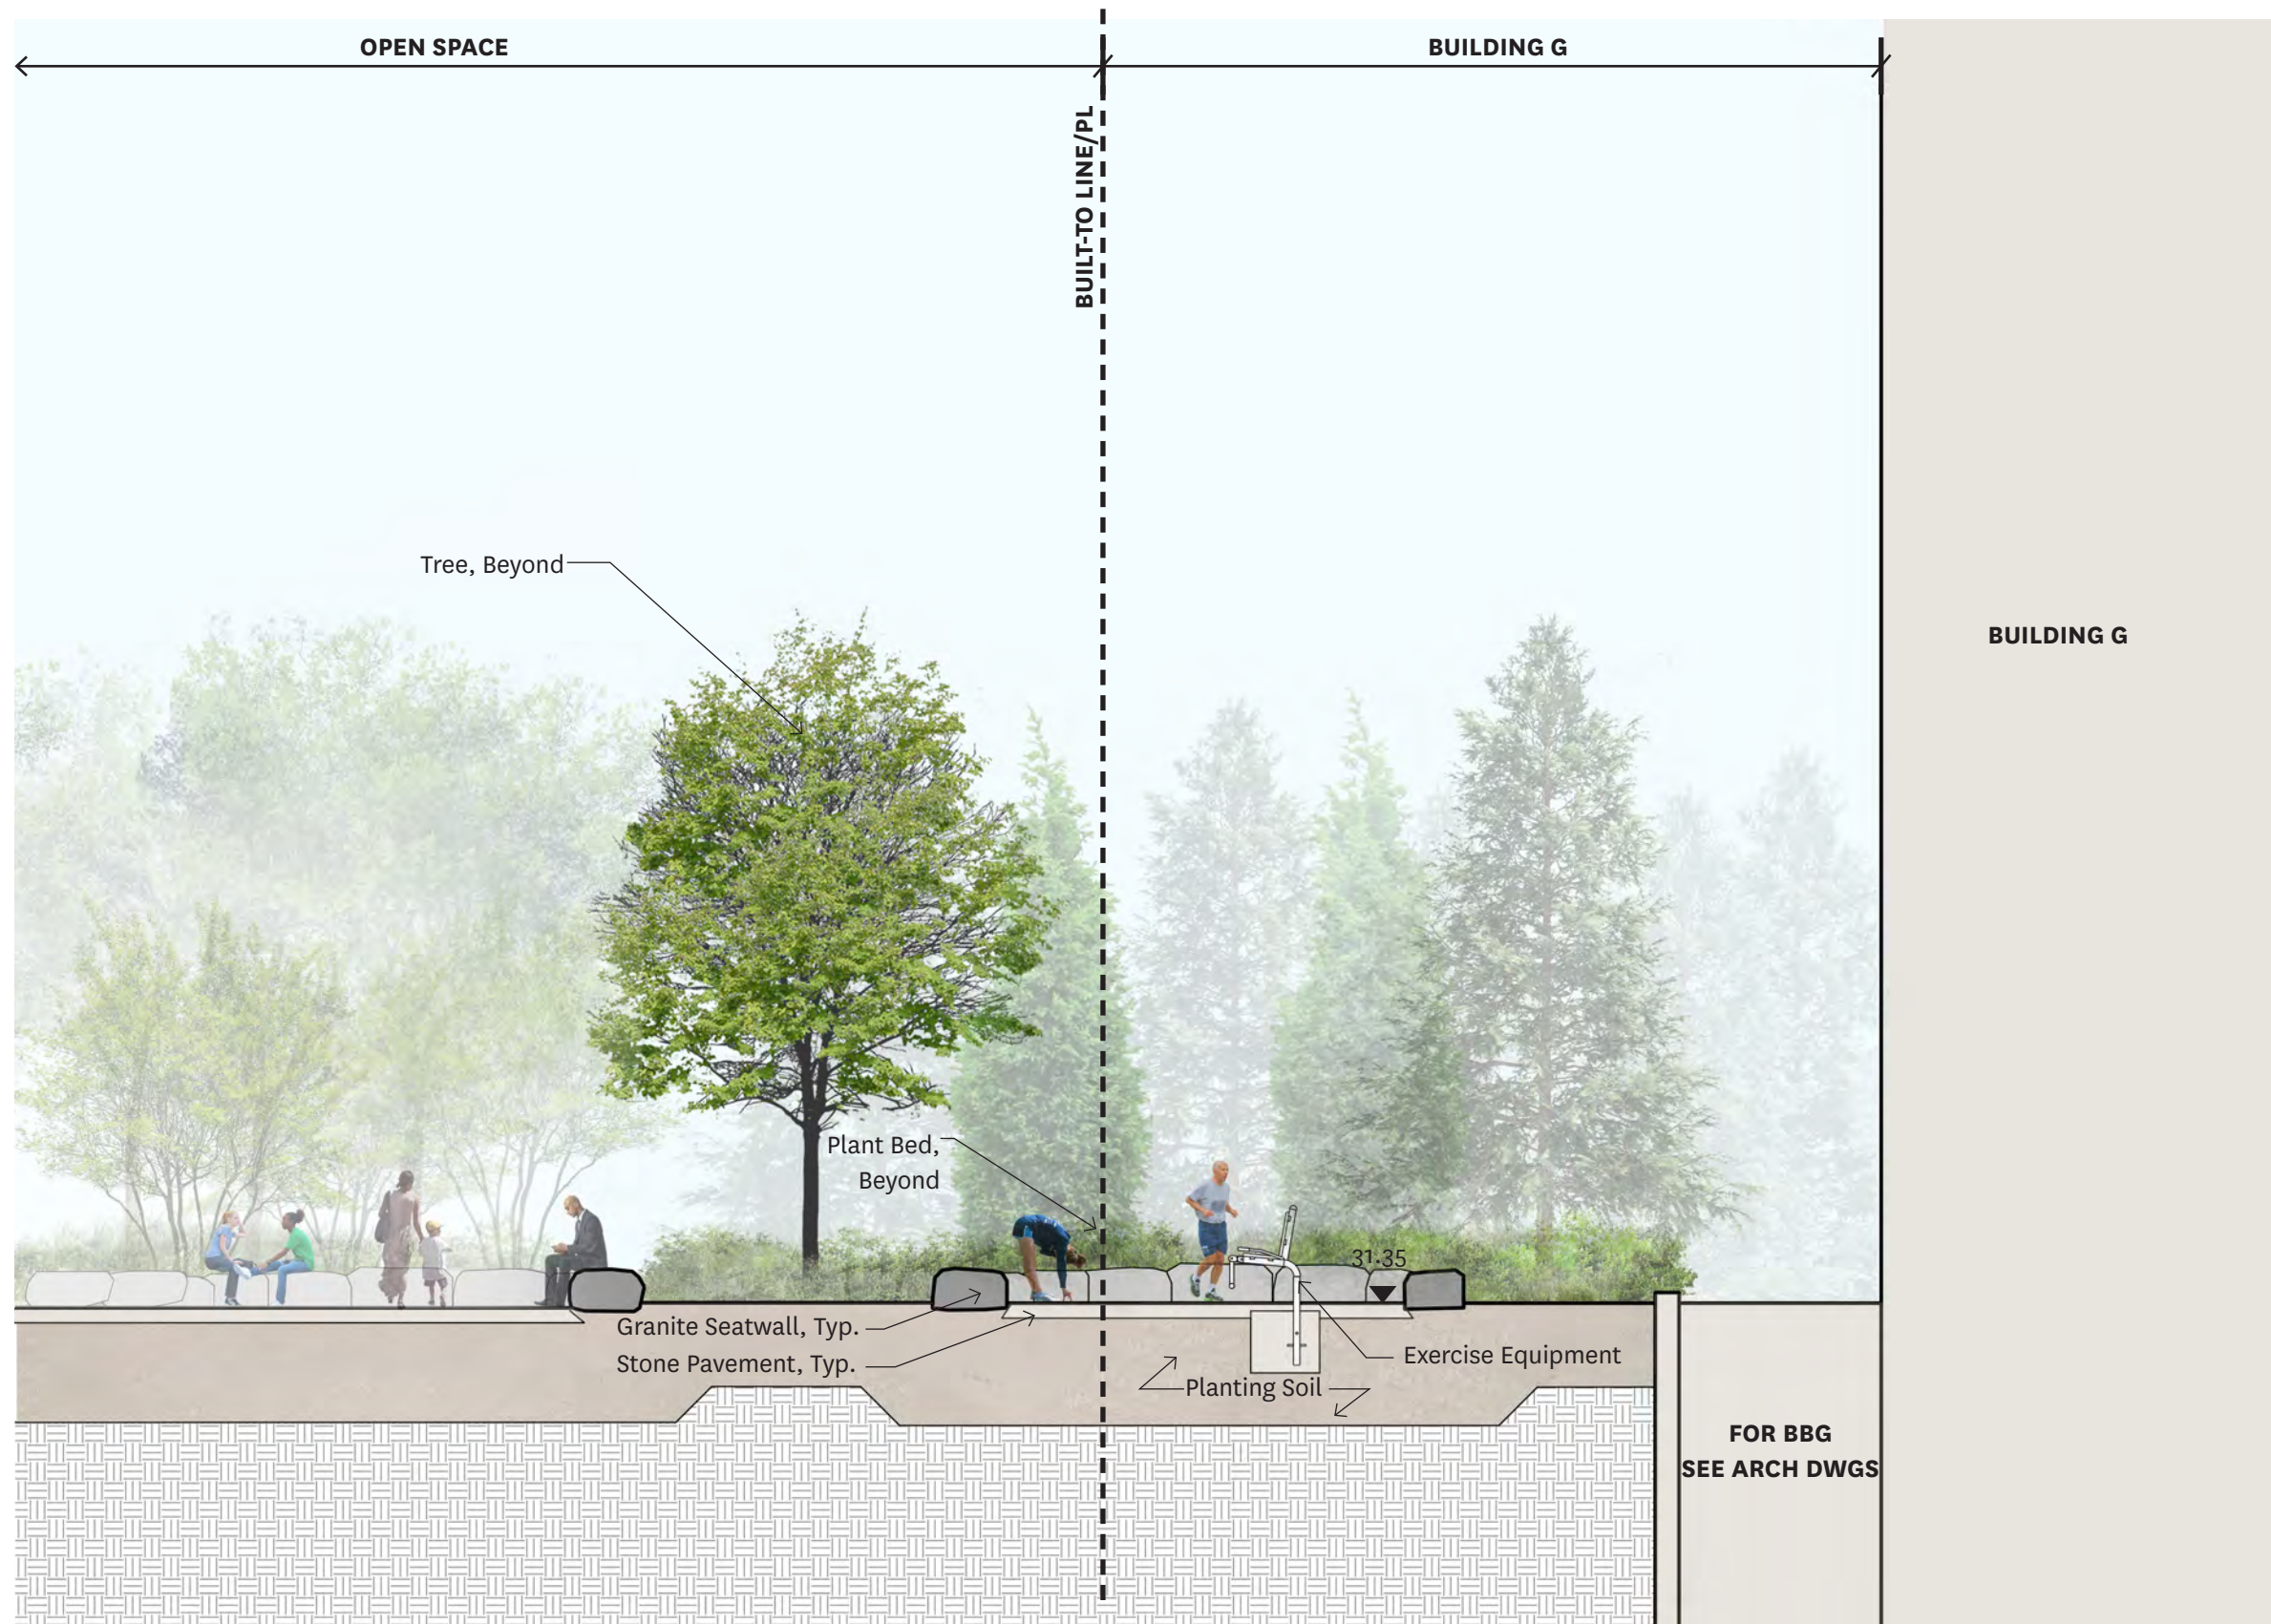 OPEN SPACE
BUILDING G
BUILT-TO LINE/PL
Tree, Beyond
BUILDING G
Plant Bed,
Beyond
31.35
Granite Seatwall, Typ.
Stone Pavement, Typ.
Exercise Equipment
Planting Soil
FOR BBG
SEE ARCH DWGS